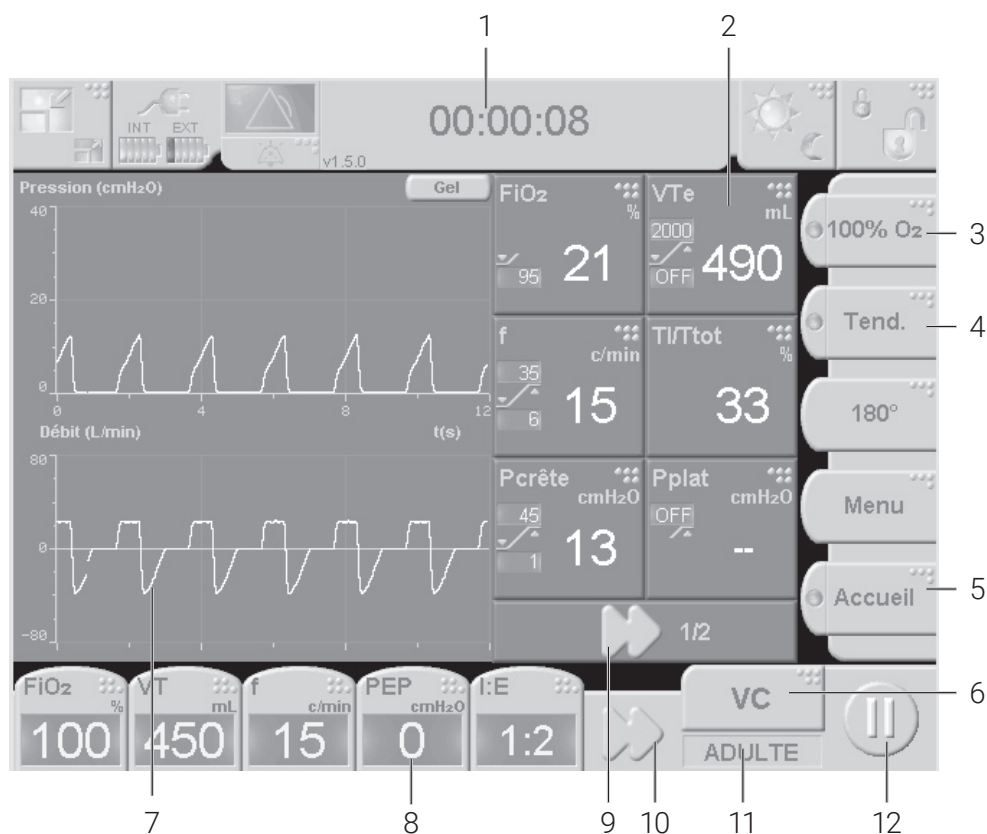 1 2
INT EXT
00:00:08
v1.5.0
Pression (cmH₂O)
Gel
40
20
0
0 4 8 12
Débit (L/min) t(s)
80
0
-80
FiO₂ %
95
21
VTe mL
2000
OFF
490
f c/min
35
6
15
TI/Ttot %
33
Pcrête cmH₂O
45
1
13
Pplat cmH₂O
OFF
--
1/2
100% O₂ 3
Tend. 4
180°
Menu
Accueil 5
FiO₂ %
100
VT mL
450
f c/min
15
PEP cmH₂O
0
I:E
1:2
VC 6
ADULTE
7 8 9 10 11 12